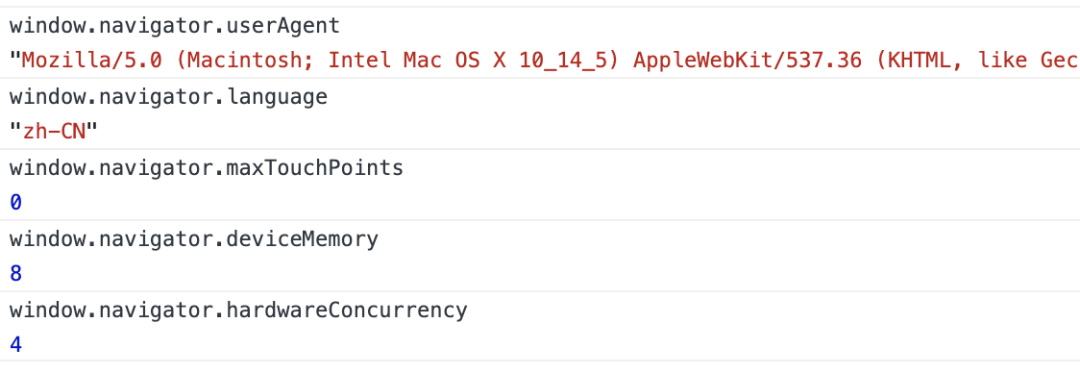 window.navigator.userAgent
"Mozilla/5.0 (Macintosh; Intel Mac OS X 10_14_5) AppleWebKit/537.36 (KHTML, like Gec
window.navigator.language
"zh-CN"
window.navigator.maxTouchPoints
0
window.navigator.deviceMemory
8
window.navigator.hardwareConcurrency
4